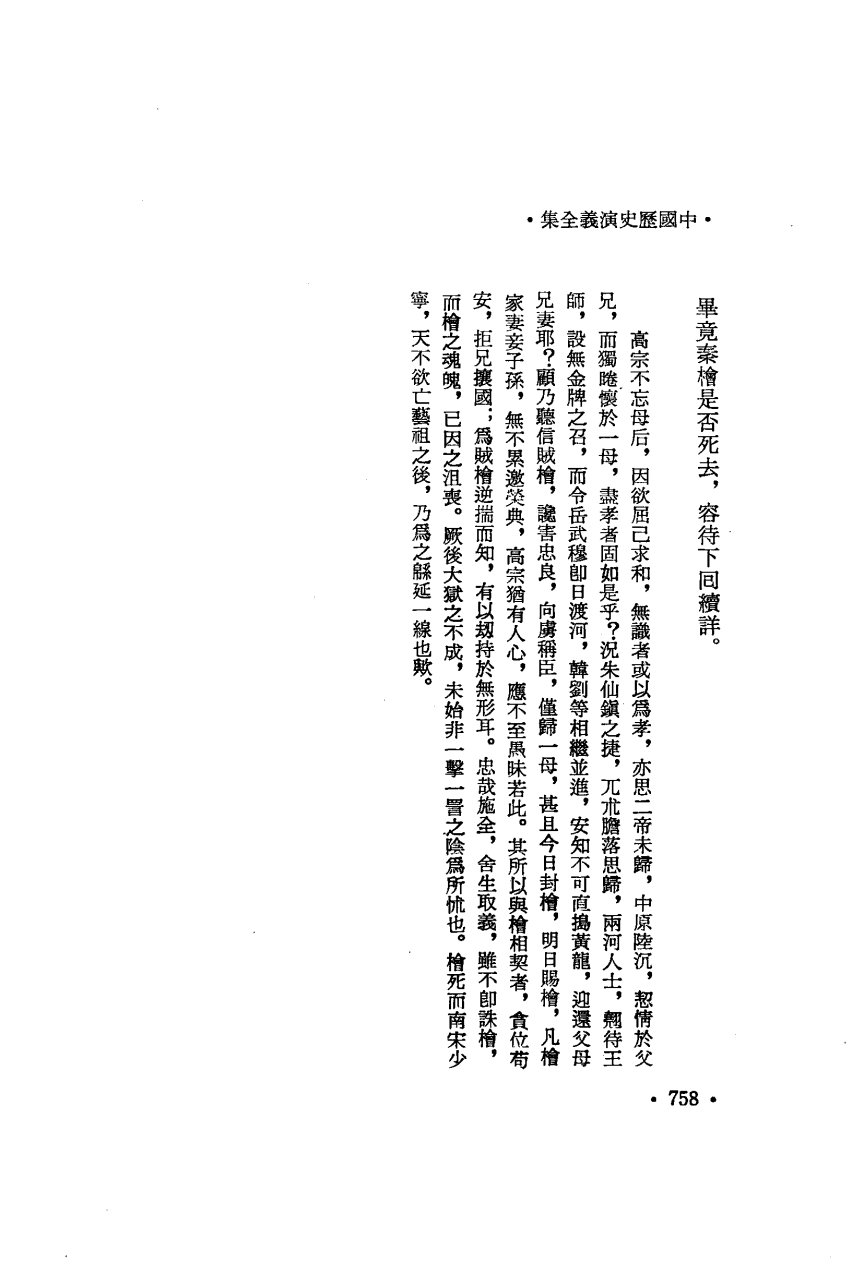 •中國歷史演義全集•
畢竟秦檜是否死去，容待下回續詳。
高宗不忘母后，因欲屈己求和，無識者或以爲孝，亦思二帝未歸，中原陸沉，恝情於父
兄，而獨睠懷於一母，盡孝者固如是乎？況朱仙鎭之捷，兀朮膽落思歸，兩河人士，翹待王
師，設無金牌之召，而令岳武穆卽日渡河，韓劉等相繼並進，安知不可直搗黃龍，迎還父母
兄妻耶？顧乃聽信賊檜，讒害忠良，向虜稱臣，僅歸一母，甚且今日封檜，明日賜檜，凡檜
家妻妾子孫，無不累邀榮典，高宗猶有人心，應不至愚昧若此。其所以與檜相契者，貪位苟
安，拒兄攘國；爲賊檜逆揣而知，有以劫持於無形耳。忠哉施全，舍生取義，雖不卽誅檜，
而檜之魂魄，已因之沮喪。厥後大獄之不成，未始非一擊一詈之陰爲所怵也。檜死而南宋少
寧，天不欲亡藝祖之後，乃爲之緜延一線也歟。
• 758 •